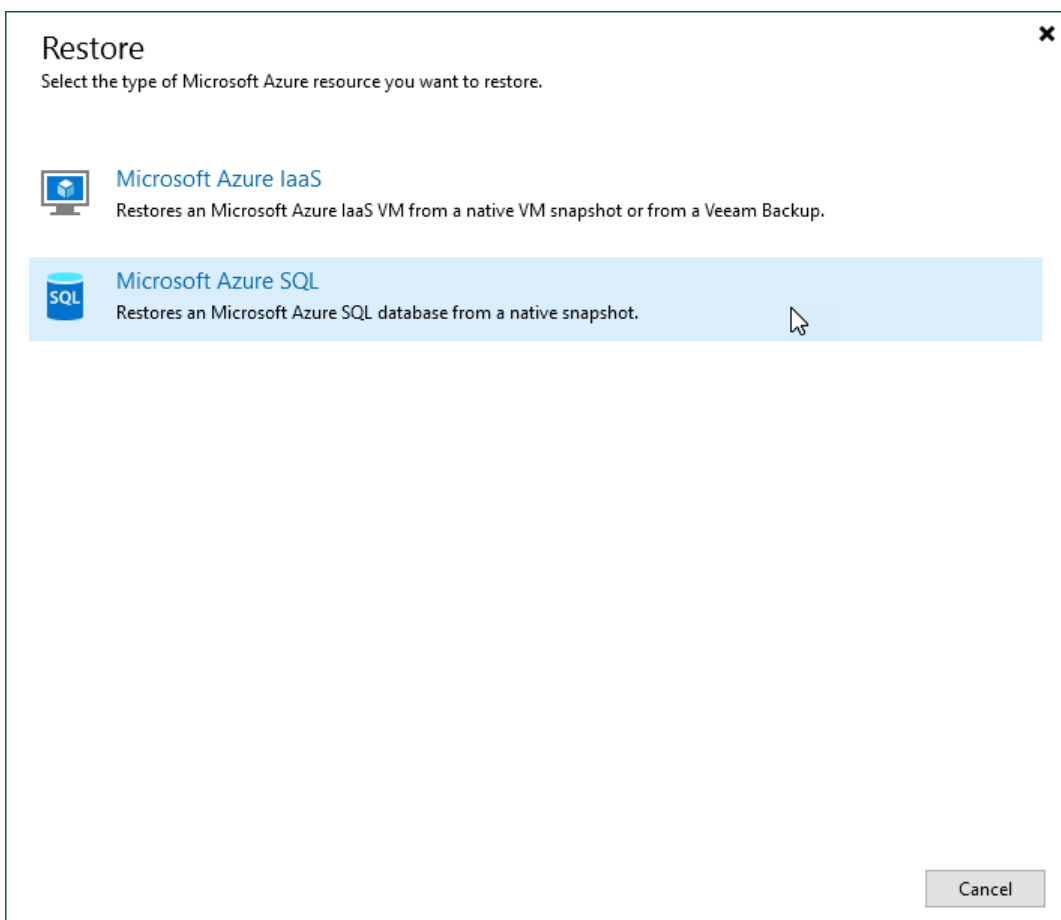 Restore
Select the type of Microsoft Azure resource you want to restore.
Microsoft Azure IaaS
Restores an Microsoft Azure IaaS VM from a native VM snapshot or from a Veeam Backup.
SQL
Microsoft Azure SQL
Restores an Microsoft Azure SQL database from a native snapshot.
Cancel